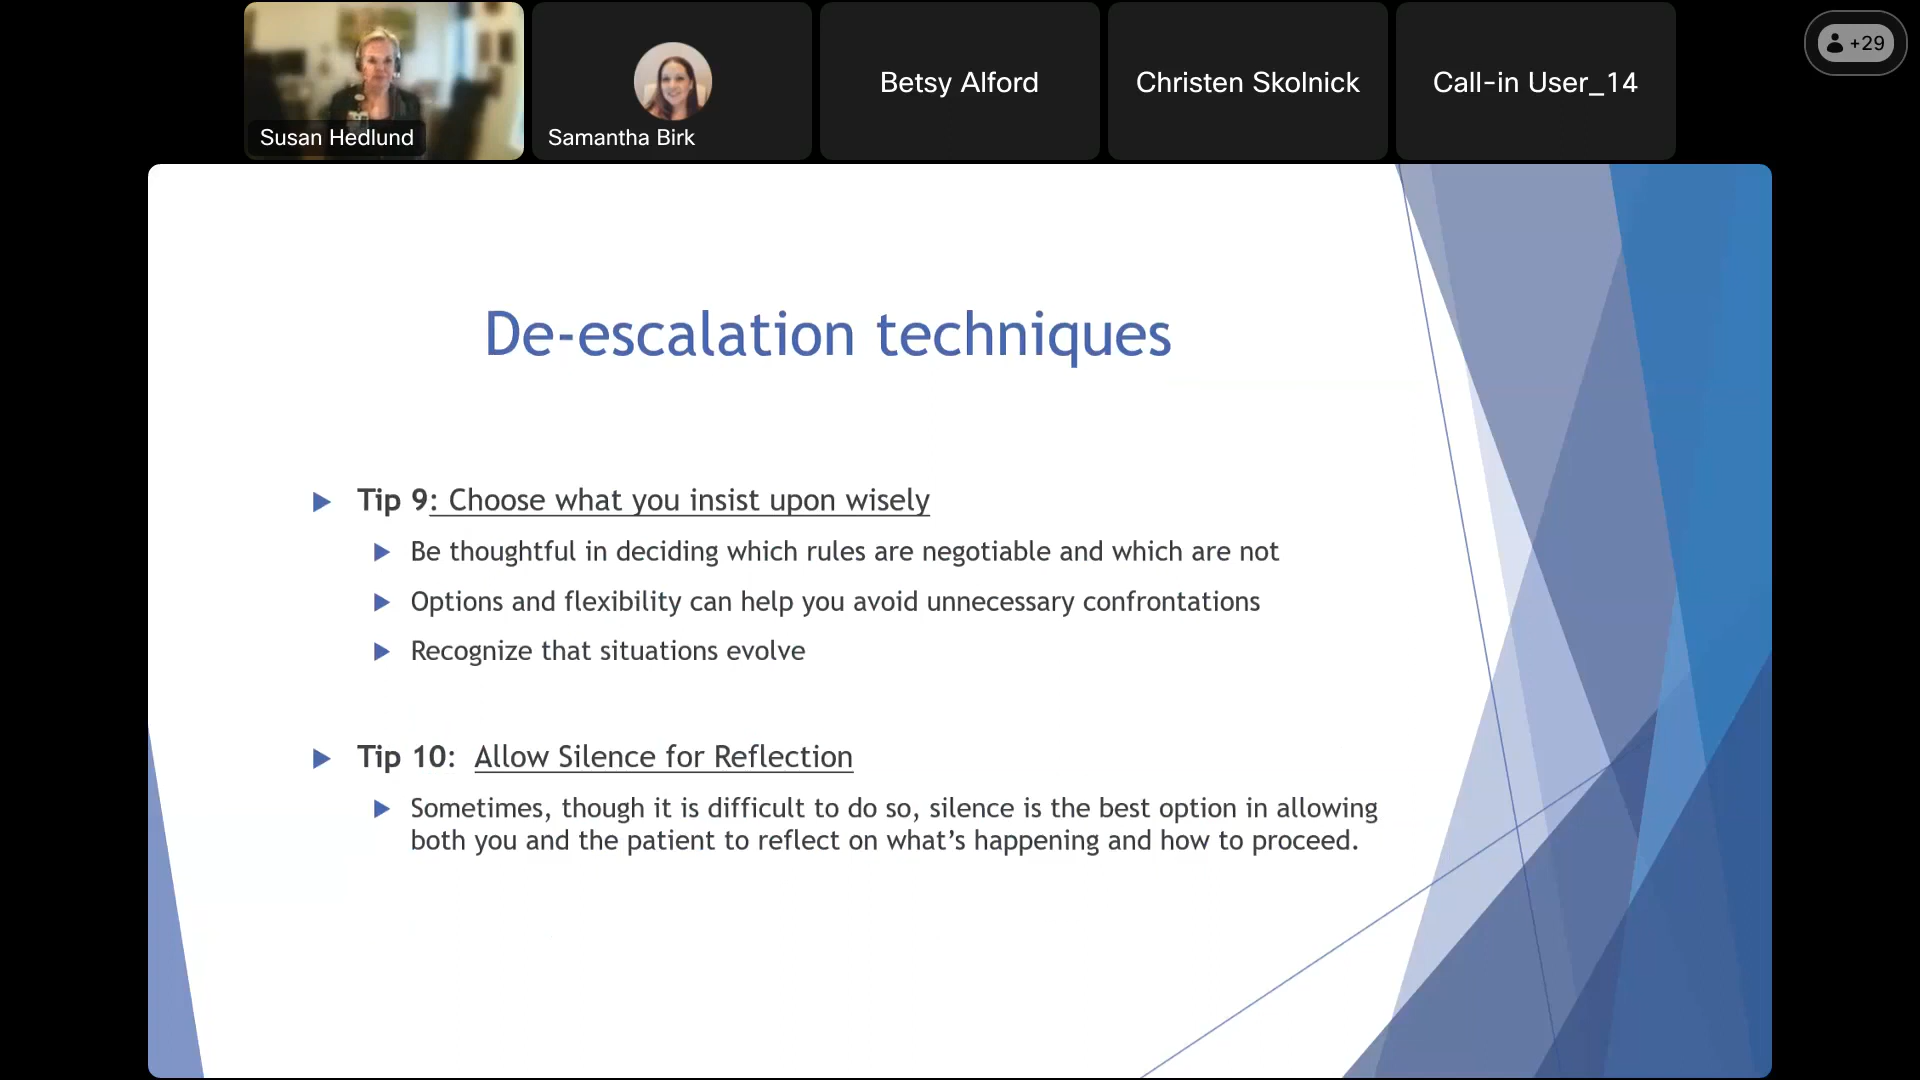 Susan Hedlund
Samantha Birk
Betsy Alford
Christen Skolnick
Call-in User_14
+29
De-escalation techniques
Tip 9: Choose what you insist upon wisely
Be thoughtful in deciding which rules are negotiable and which are not
Options and flexibility can help you avoid unnecessary confrontations
Recognize that situations evolve
Tip 10: Allow Silence for Reflection
Sometimes, though it is difficult to do so, silence is the best option in allowing
both you and the patient to reflect on what’s happening and how to proceed.